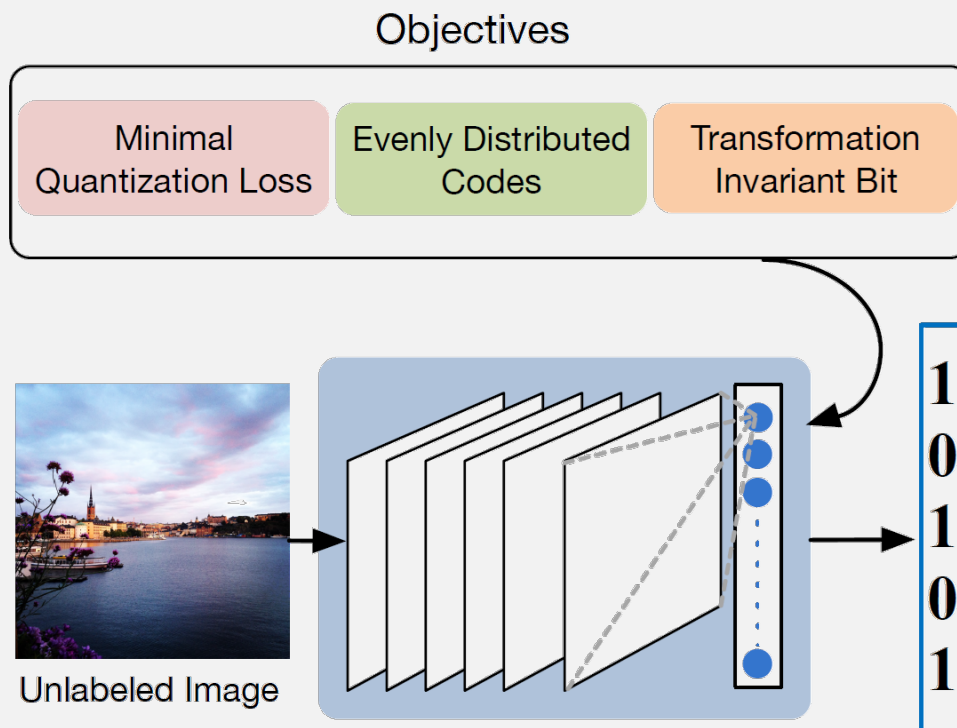 Objectives
Minimal
Quantization Loss
Evenly Distributed
Codes
Transformation
Invariant Bit
1
0
1
0
1
Unlabeled Image